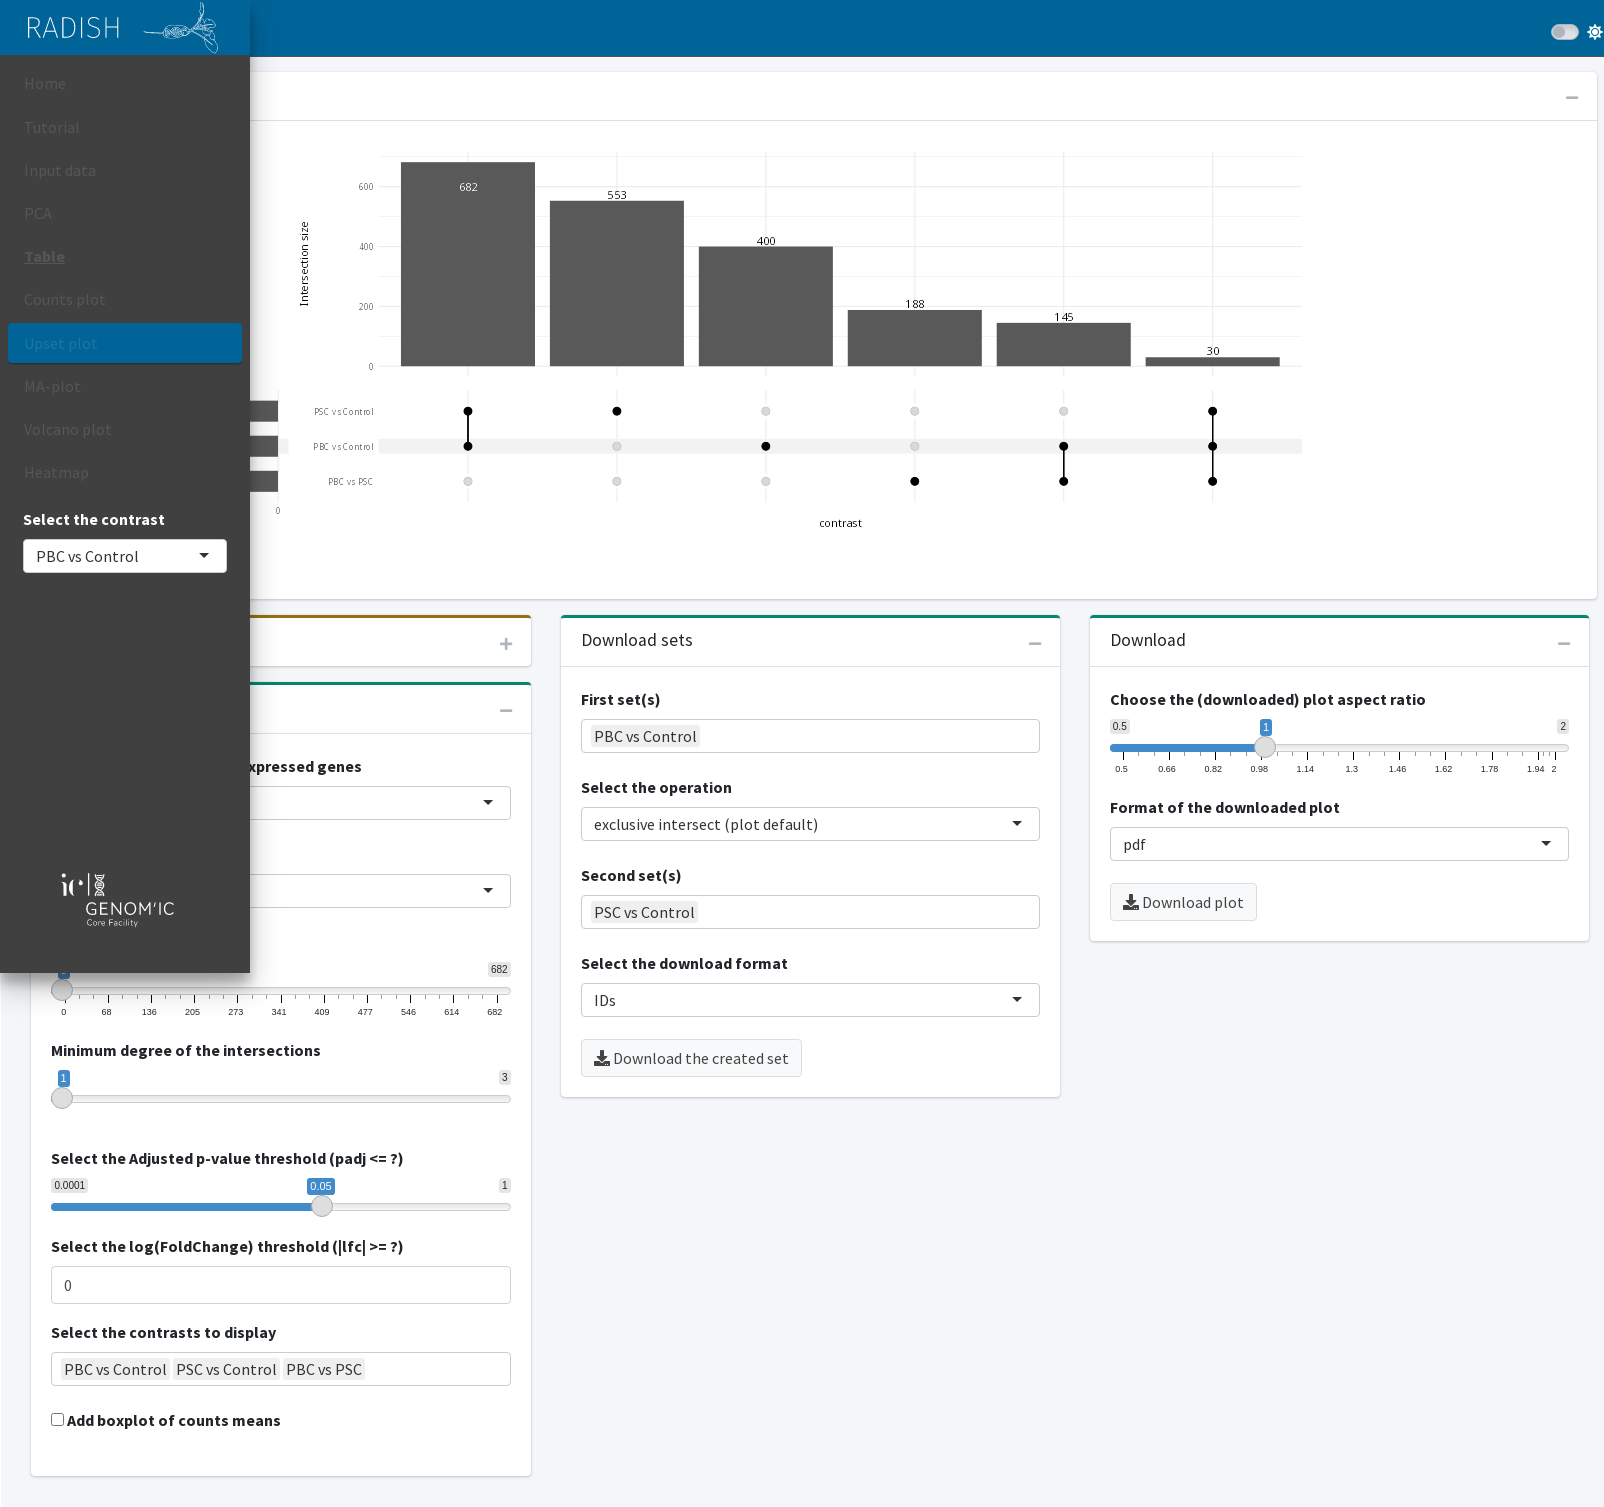 RADISH
Home
Tutorial
Input data
PCA
Table
Counts plot
Upset plot
MA-plot
Volcano plot
Heatmap
Select the contrast
PBC vs Control
ic
GENOM'IC
Core Facility
Intersection size
600
400
200
0
682
553
400
188
145
30
PSC vs Control
PBC vs Control
PBC vs PSC
0
contrast
xpressed genes
682
0 68 136 205 273 341 409 477 546 614 682
Minimum degree of the intersections
1 3
Select the Adjusted p-value threshold (padj <= ?)
0.0001 0.05 1
Select the log(FoldChange) threshold (|lfc| >= ?)
0
Select the contrasts to display
PBC vs Control PSC vs Control PBC vs PSC
Add boxplot of counts means
Download sets
First set(s)
PBC vs Control
Select the operation
exclusive intersect (plot default)
Second set(s)
PSC vs Control
Select the download format
IDs
Download the created set
Download
Choose the (downloaded) plot aspect ratio
0.5 1 2
0.5 0.66 0.82 0.98 1.14 1.3 1.46 1.62 1.78 1.94 2
Format of the downloaded plot
pdf
Download plot